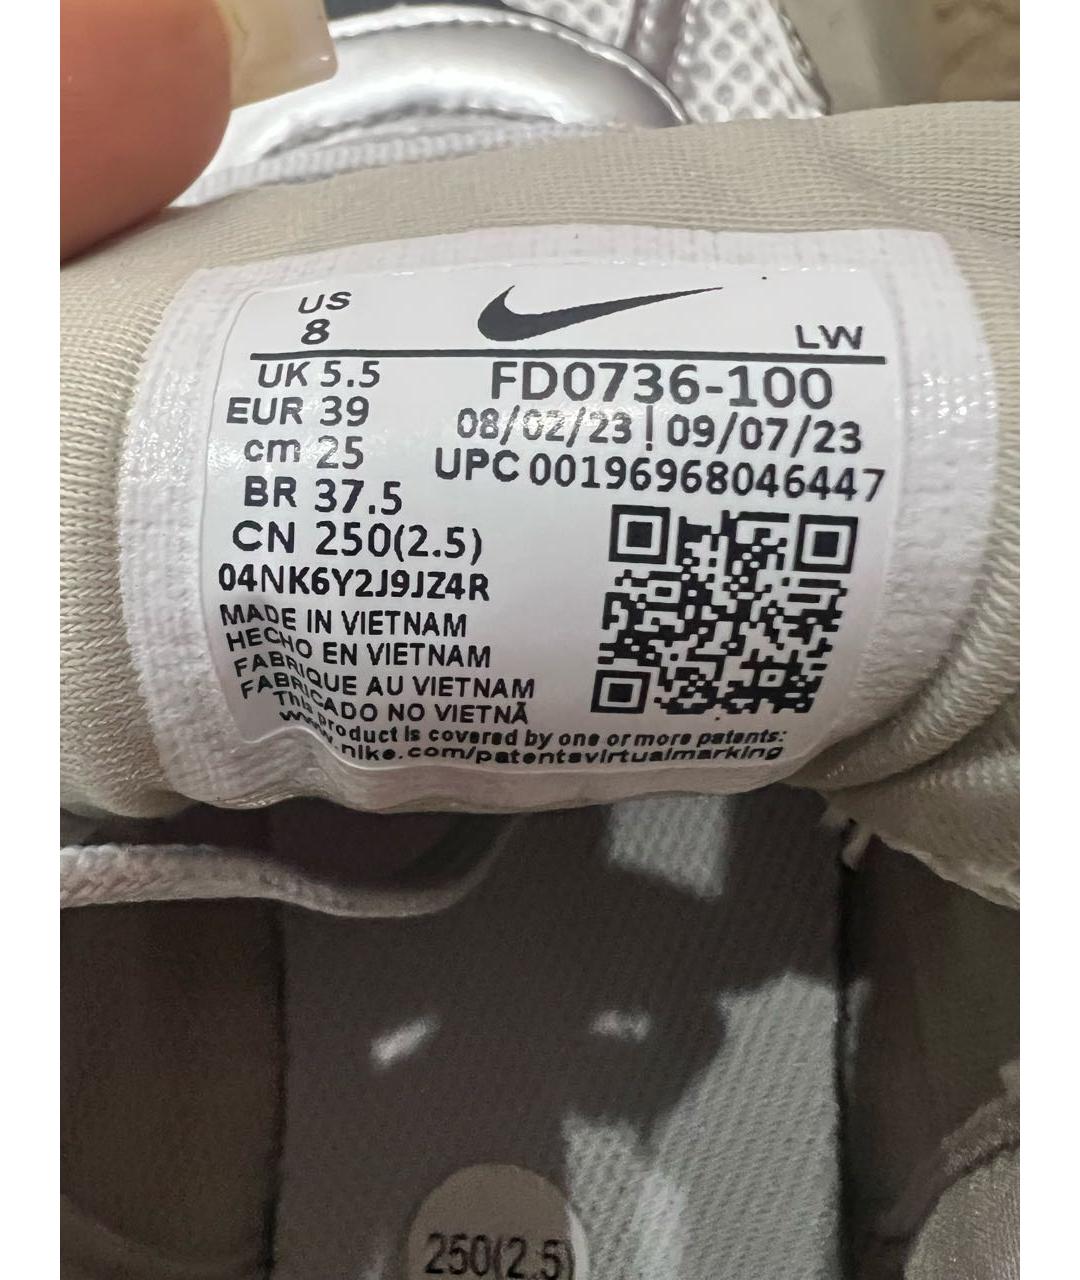 US
8
LW
UK 5.5
EUR 39
cm 25
BR 37.5
CN 250(2.5)
FD0736-100
08/02/23 | 09/07/23
UPC 00196968046447
04NK6Y2J9JZ4R
MADE IN VIETNAM
HECHO EN VIETNAM
FABRIQUE AU VIETNAM
FABRICADO NO VIETNÃ
This product is covered by one or more patents:
www.nike.com/patentsvirtualmarking
250(2.5)